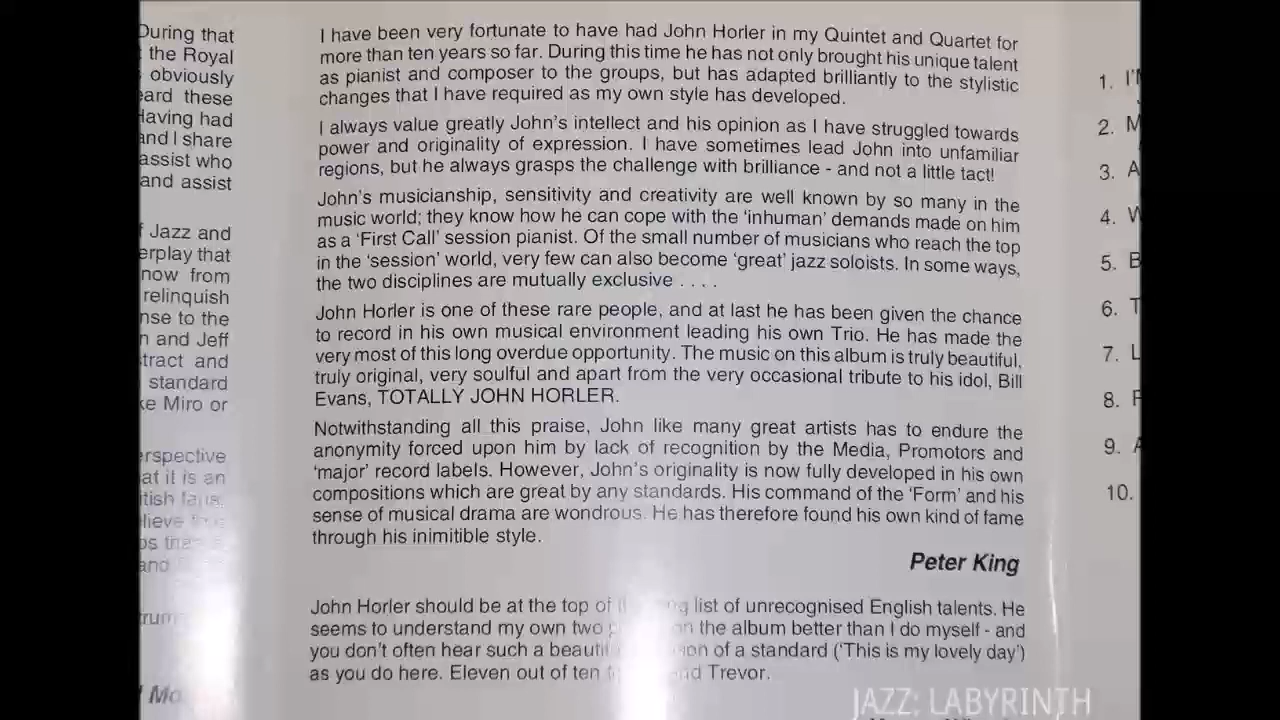 During that
the Royal
obviously
eard these
Having had
and I share
assist who
and assist
f Jazz and
erplay that
now from
relinquish
nse to the
n and Jeff
tract and
standard
ke Miro or
erspective
at it is an
itish fans.
elieve
and
I have been very fortunate to have had John Horler in my Quintet and Quartet for
more than ten years so far. During this time he has not only brought his unique talent
as pianist and composer to the groups, but has adapted brilliantly to the stylistic
changes that I have required as my own style has developed.
I always value greatly John's intellect and his opinion as I have struggled towards
power and originality of expression. I have sometimes lead John into unfamiliar
regions, but he always grasps the challenge with brilliance - and not a little tact!
John's musicianship, sensitivity and creativity are well known by so many in the
music world; they know how he can cope with the 'inhuman' demands made on him
as a 'First Call' session pianist. Of the small number of musicians who reach the top
in the 'session' world, very few can also become 'great' jazz soloists. In some ways,
the two disciplines are mutually exclusive . . . .
John Horler is one of these rare people, and at last he has been given the chance
to record in his own musical environment leading his own Trio. He has made the
very most of this long overdue opportunity. The music on this album is truly beautiful,
truly original, very soulful and apart from the very occasional tribute to his idol, Bill
Evans, TOTALLY JOHN HORLER.
Notwithstanding all this praise, John like many great artists has to endure the
anonymity forced upon him by lack of recognition by the Media, Promotors and
'major' record labels. However, John's originality is now fully developed in his own
compositions which are great by any standards. His command of the 'Form' and his
sense of musical drama are wondrous. He has therefore found his own kind of fame
through his inimitable style.
Peter King
John Horler should be at the top of list of unrecognised English talents. He
seems to understand my own two on the album better than I do myself - and
you don't often hear such a of a standard ('This is my lovely day')
as you do here. Eleven out of ten and Trevor.
1. I'
2. M
3. A
4. W
5. B
6. T
7. L
8. F
9. A
10.
JAZZ: LABYRINTH